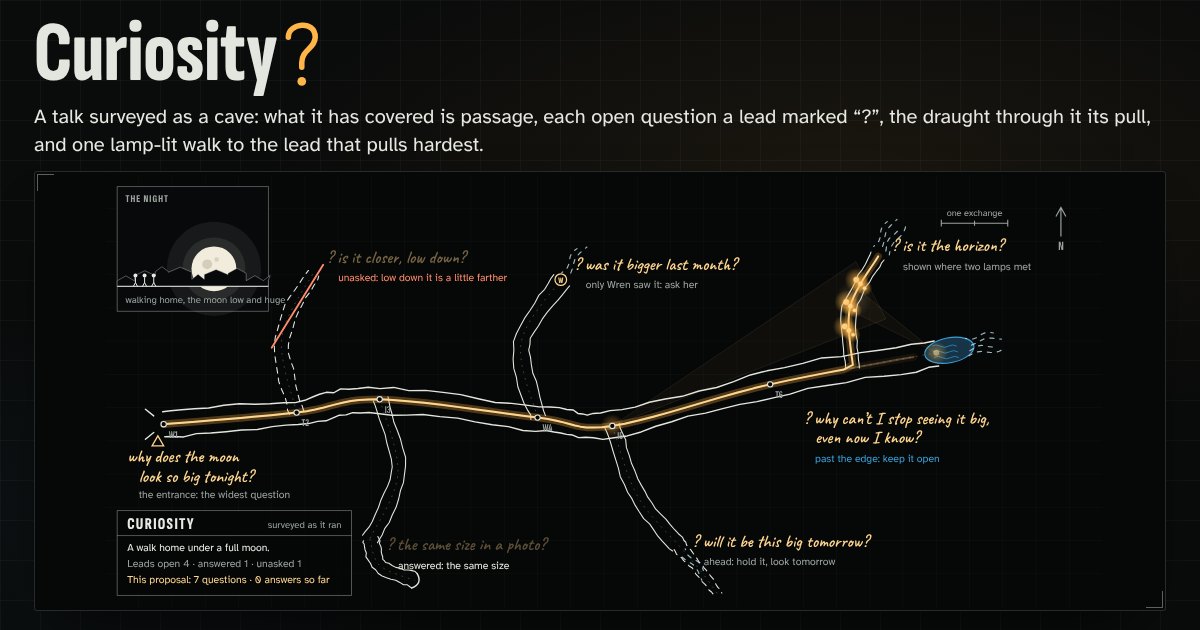 Curiosity?
A talk surveyed as a cave: what it has covered is passage, each open question a lead marked “?”, the draught through it its pull,
and one lamp-lit walk to the lead that pulls hardest.
THE NIGHT
walking home, the moon low and huge
? is it closer, low down?
unasked: low down it is a little farther
? was it bigger last month?
only Wren saw it: ask her
W
? is it the horizon?
shown where two lamps met
one exchange
N
W1
T2
T6
why does the moon
look so big tonight?
the entrance: the widest question
? why can't I stop seeing it big,
even now I know?
past the edge: keep it open
CURIOSITY
surveyed as it ran
A walk home under a full moon.
Leads open 4 · answered 1 · unasked 1
This proposal: 7 questions · 0 answers so far
? the same size in a photo?
answered: the same size
? will it be this big tomorrow?
ahead: hold it, look tomorrow